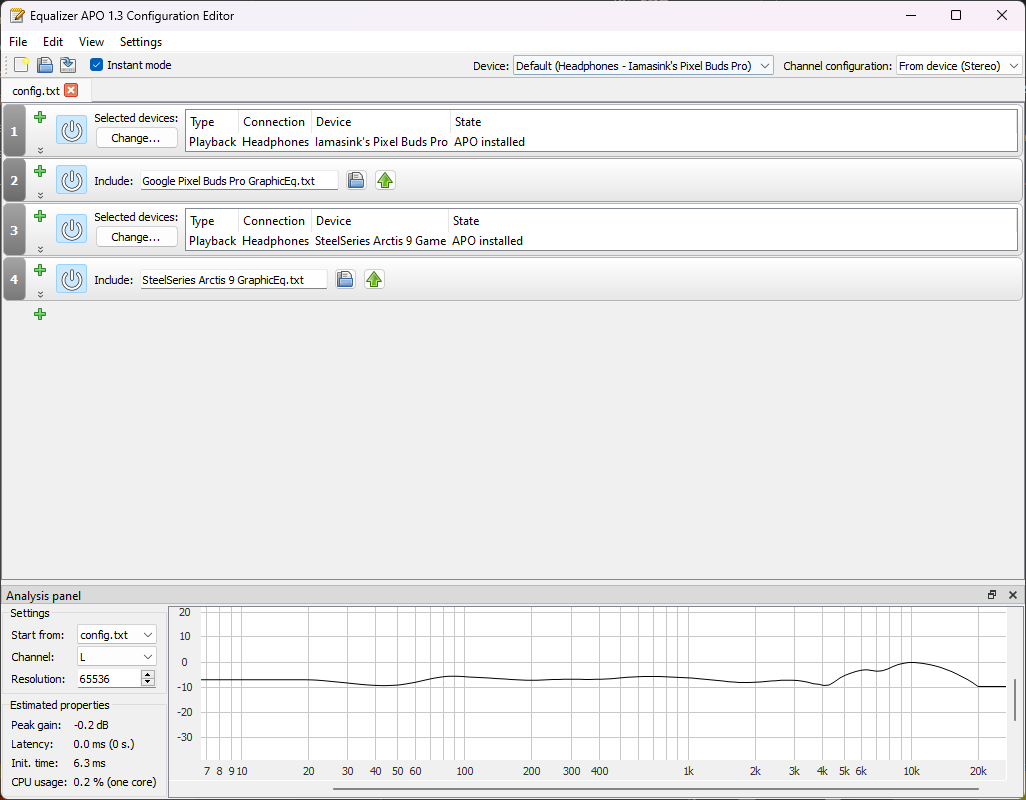 Equalizer APO 1.3 Configuration Editor
File Edit View Settings
Instant mode Device: Default (Headphones - Iamasink's Pixel Buds Pro) Channel configuration: From device (Stereo)
config.txt
1 Selected devices: Change...
Type Connection Device State
Playback Headphones Iamasink's Pixel Buds Pro APO installed
2 Include: Google Pixel Buds Pro GraphicEq.txt
3 Selected devices: Change...
Type Connection Device State
Playback Headphones SteelSeries Arctis 9 Game APO installed
4 Include: SteelSeries Arctis 9 GraphicEq.txt
Analysis panel
Settings
Start from: config.txt
Channel: L
Resolution: 65536
Estimated properties
Peak gain: -0.2 dB
Latency: 0.0 ms (0 s.)
Init. time: 6.3 ms
CPU usage: 0.2 % (one core)
20
10
0
-10
-20
-30
7 8 9 10 20 30 40 50 60 100 200 300 400 1k 2k 3k 4k 5k 6k 10k 20k